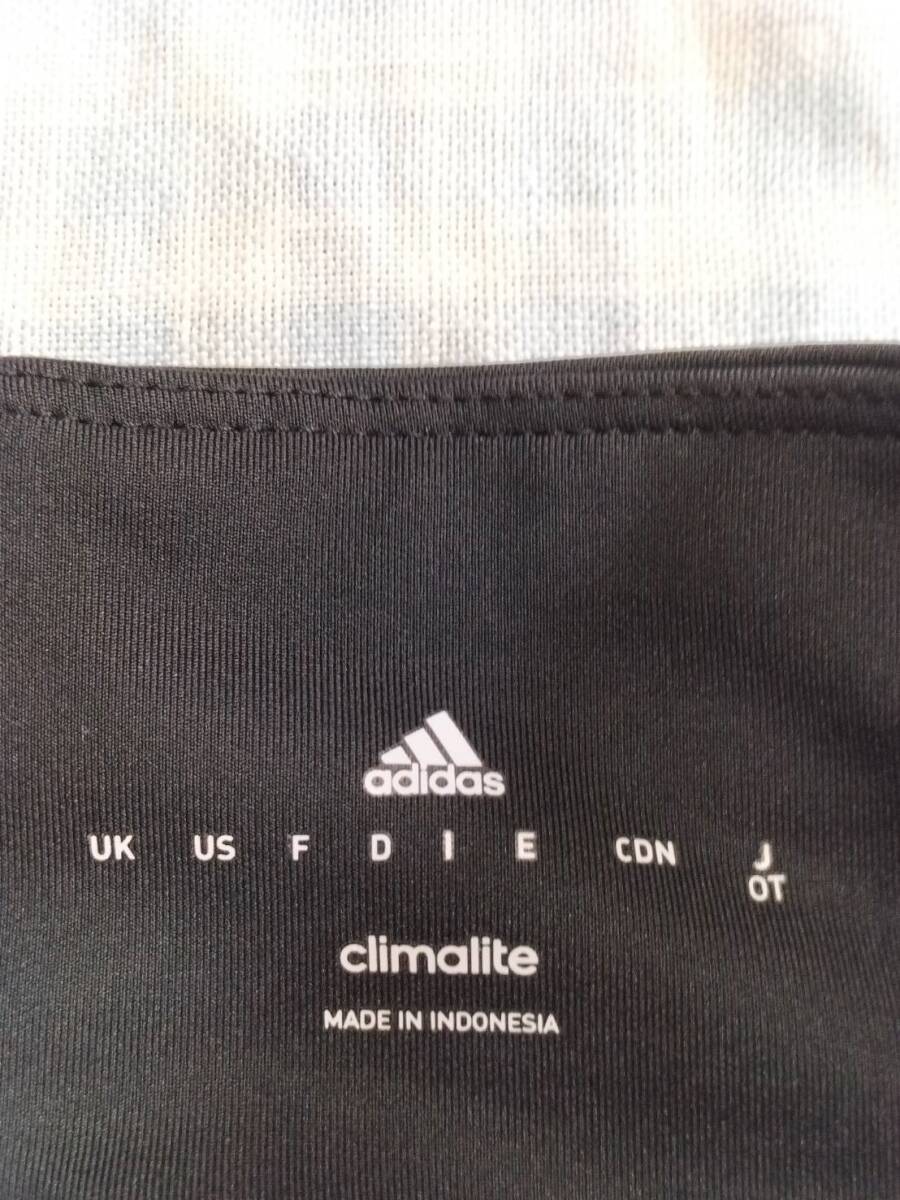 adidas
UK US F D I E CDN J
OT
climalite
MADE IN INDONESIA